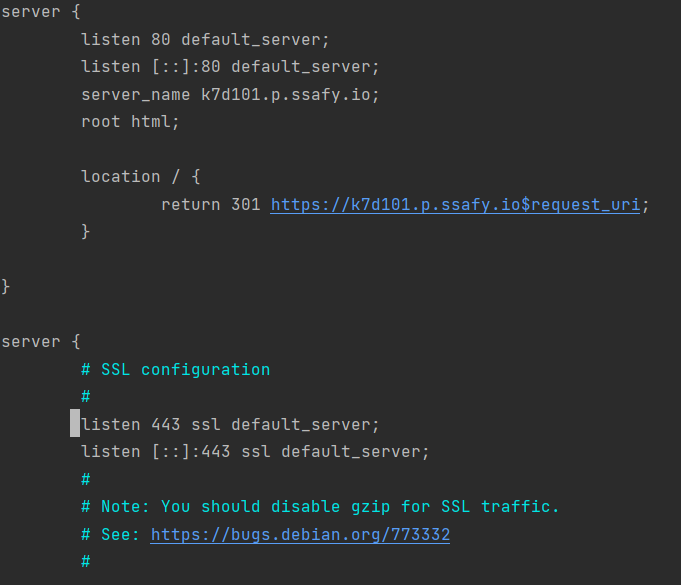 server {
        listen 80 default_server;
        listen [::]:80 default_server;
        server_name k7d101.p.ssafy.io;
        root html;

        location / {
                return 301 https://k7d101.p.ssafy.io$request_uri;
        }

}

server {
        # SSL configuration
        #
        listen 443 ssl default_server;
        listen [::]:443 ssl default_server;
        #
        # Note: You should disable gzip for SSL traffic.
        # See: https://bugs.debian.org/773332
        #